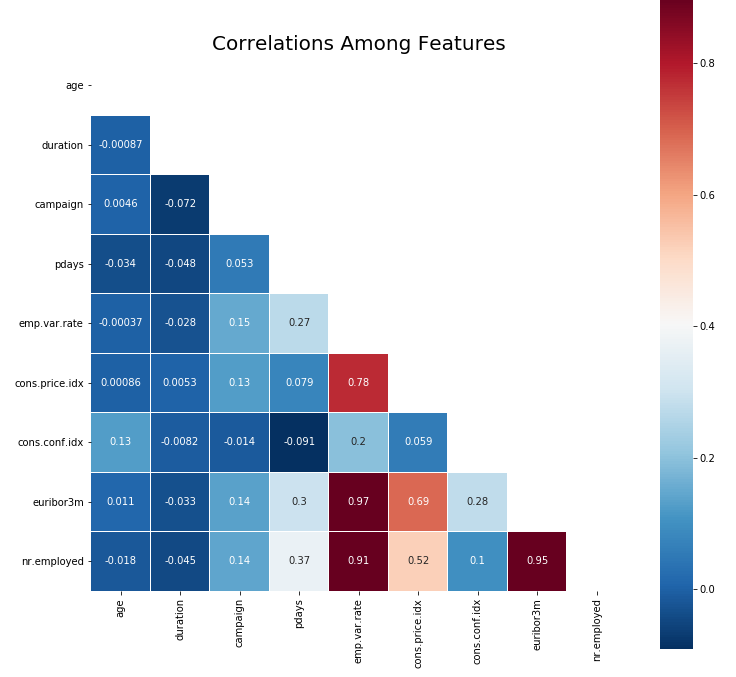 Correlations Among Features
age
duration -0.00087
campaign 0.0046 -0.072
pdays -0.034 -0.048 0.053
emp.var.rate -0.00037 -0.028 0.15 0.27
cons.price.idx 0.00086 0.0053 0.13 0.079 0.78
cons.conf.idx 0.13 -0.0082 -0.014 -0.091 0.2 0.059
euribor3m 0.011 -0.033 0.14 0.3 0.97 0.69 0.28
nr.employed -0.018 -0.045 0.14 0.37 0.91 0.52 0.1 0.95
age duration campaign pdays emp.var.rate cons.price.idx cons.conf.idx euribor3m nr.employed
0.8
0.6
0.4
0.2
0.0